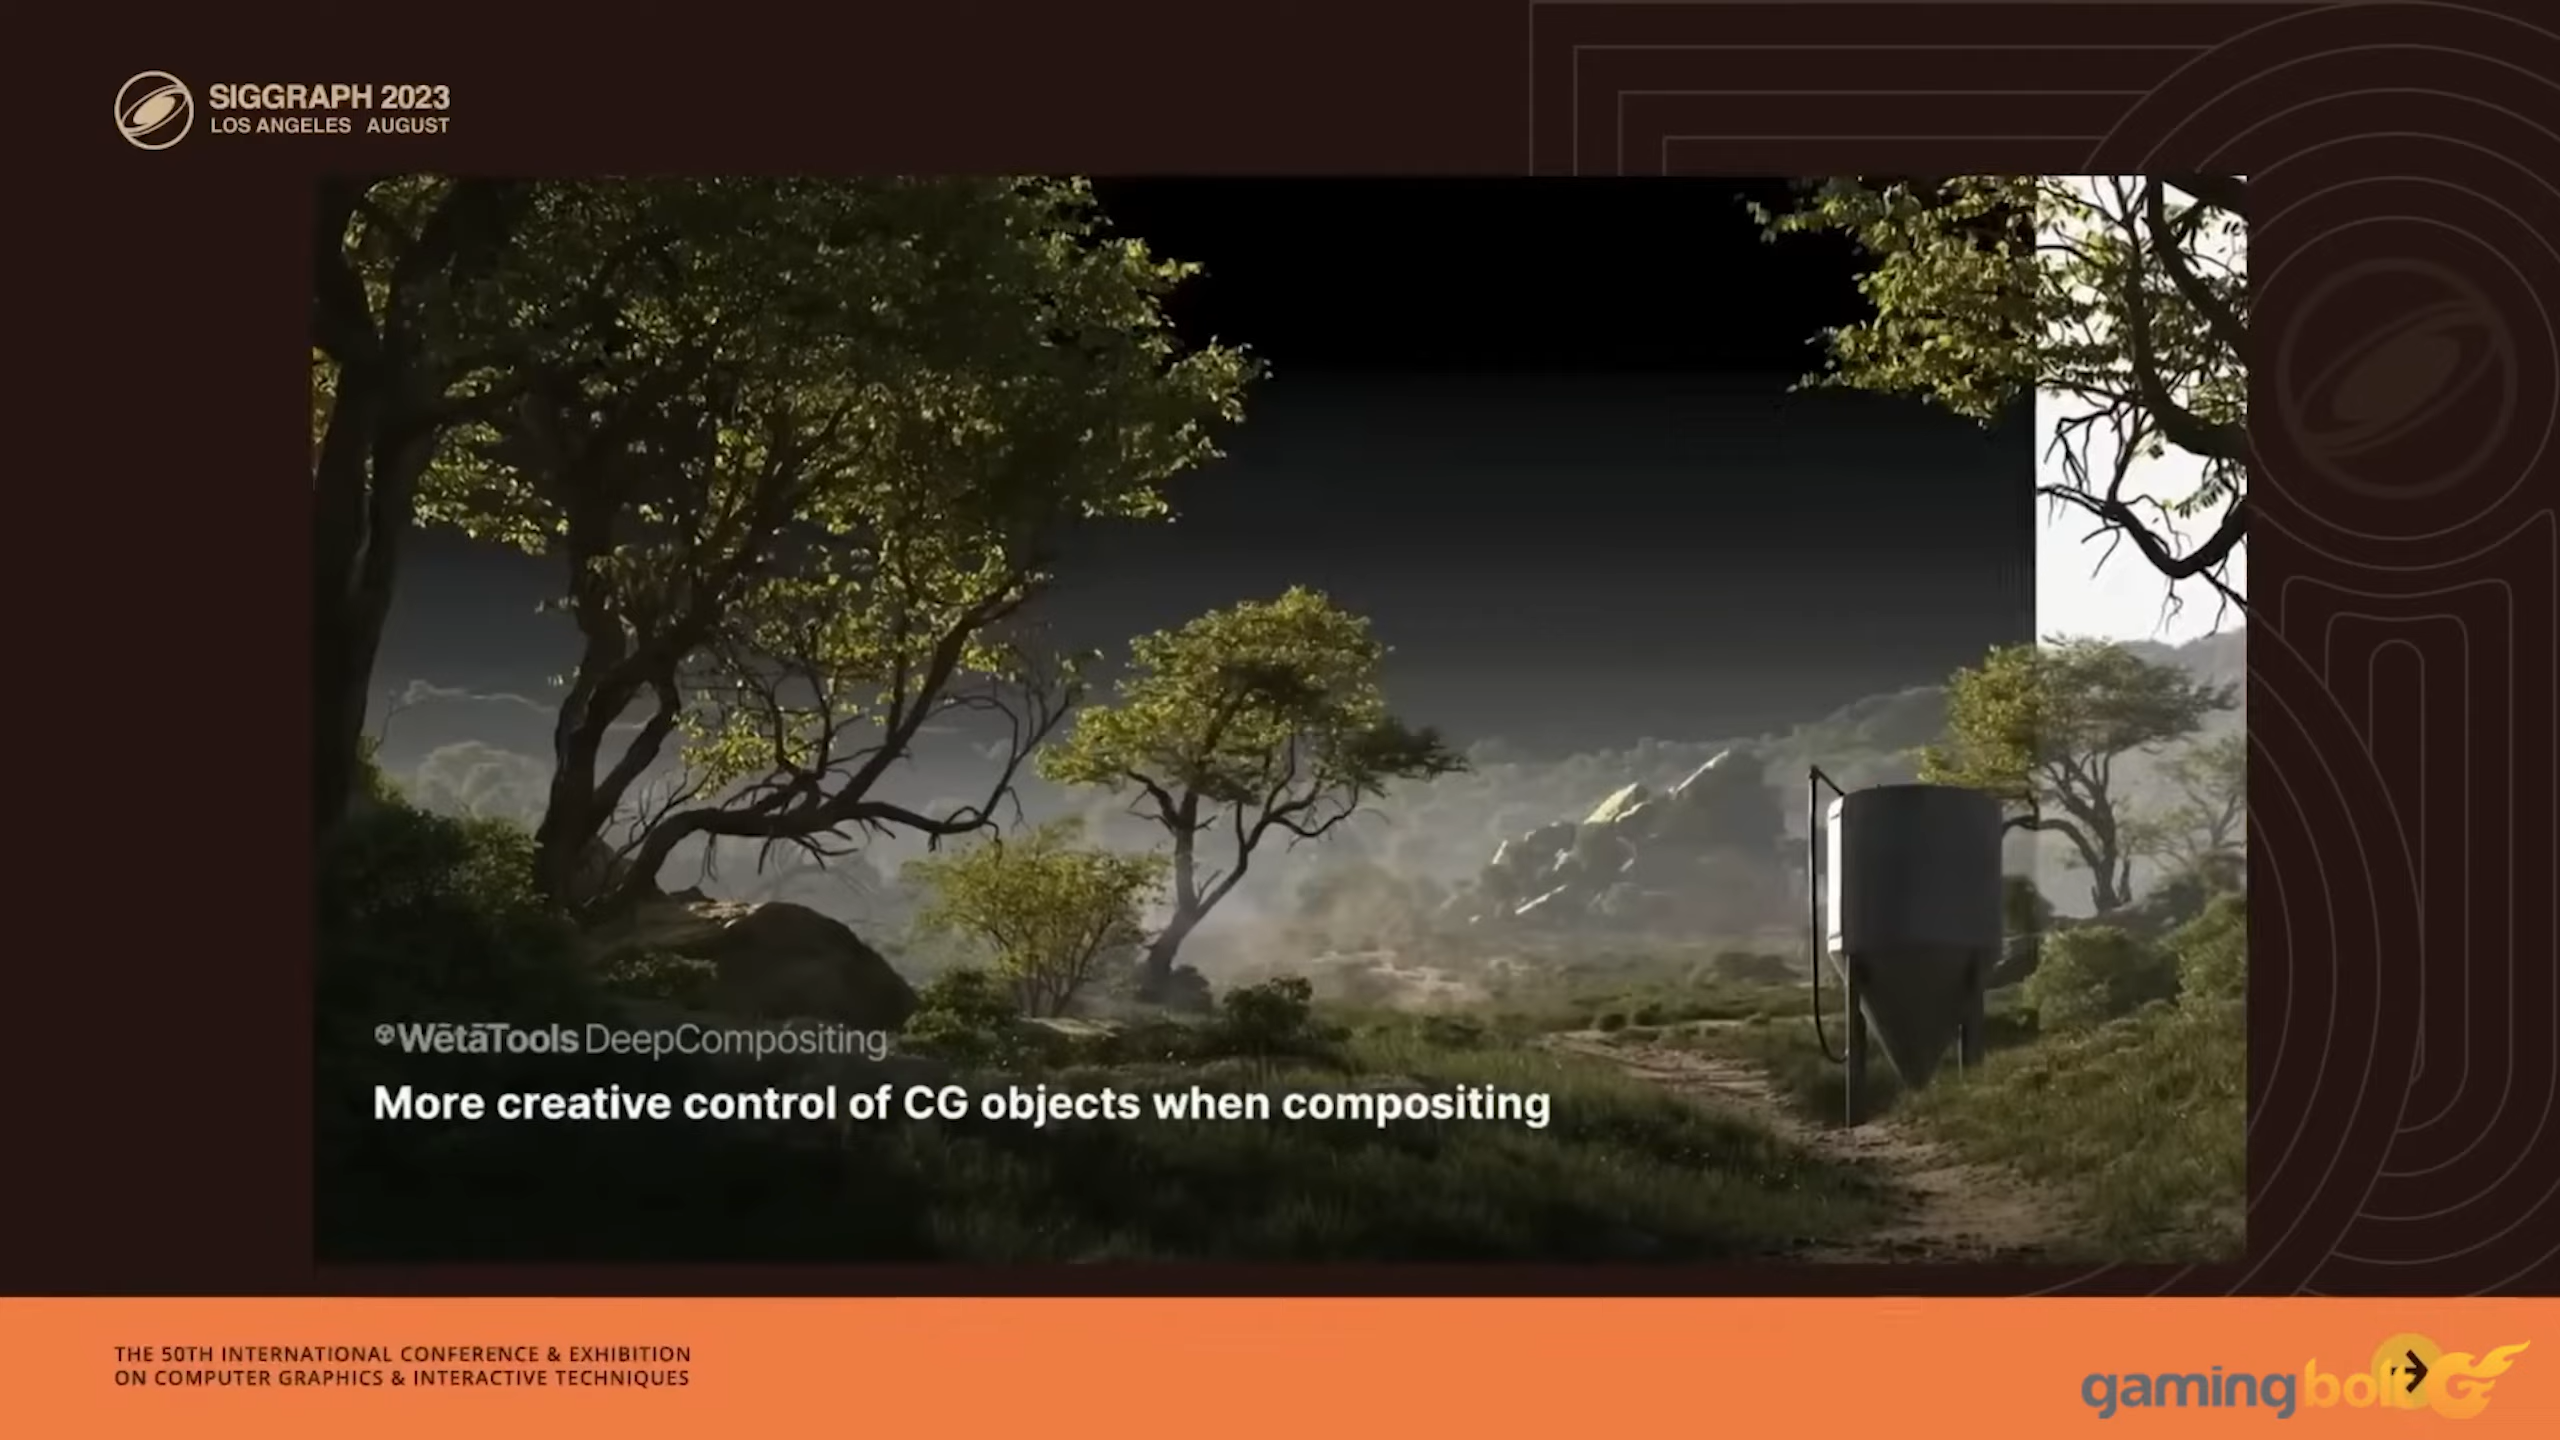 SIGGRAPH 2023
LOS ANGELES AUGUST
WētāTools DeepCompositing
More creative control of CG objects when compositing
THE 50TH INTERNATIONAL CONFERENCE & EXHIBITION
ON COMPUTER GRAPHICS & INTERACTIVE TECHNIQUES
gamingbolt